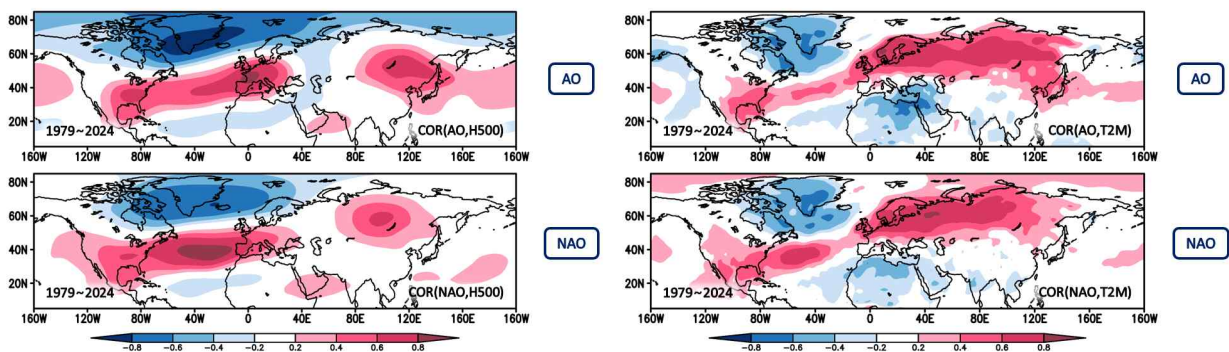 80N
60N
40N
20N
1979~2024
COR(AO,H500)
160W 120W 80W 40W 0 40E 80E 120E 160E 160W
AO
80N
60N
40N
20N
1979~2024
COR(AO,T2M)
160W 120W 80W 40W 0 40E 80E 120E 160W
AO
80N
60N
40N
20N
1979~2024
COR(NAO,H500)
160W 120W 80W 40W 0 40E 80E 120E 160E 160W
NAO
80N
60N
40N
20N
1979~2024
COR(NAO,T2M)
160W 120W 80W 40W 0 40E 80E 120E 160W
NAO
-0.8 -0.6 -0.4 -0.2 0.2 0.4 0.6 0.8
-0.8 -0.6 -0.4 -0.2 0.2 0.4 0.6 0.8